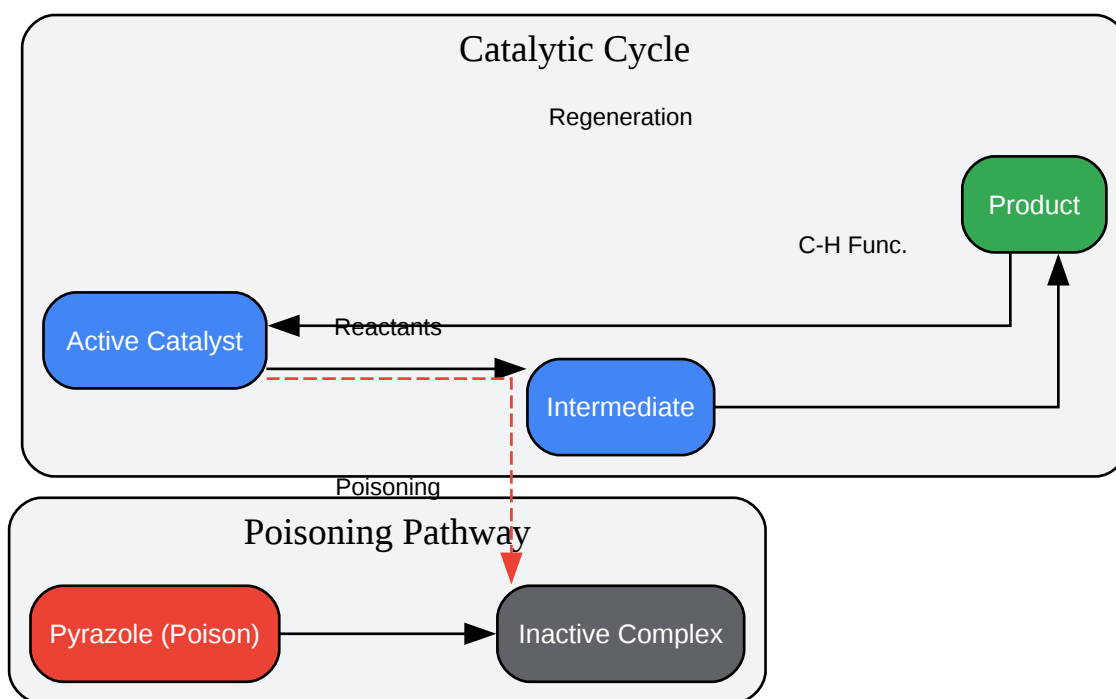 Catalytic Cycle
Regeneration
Product
C-H Func.
Reactants
Active Catalyst
Intermediate
Poisoning
Poisoning Pathway
Pyrazole (Poison)
Inactive Complex